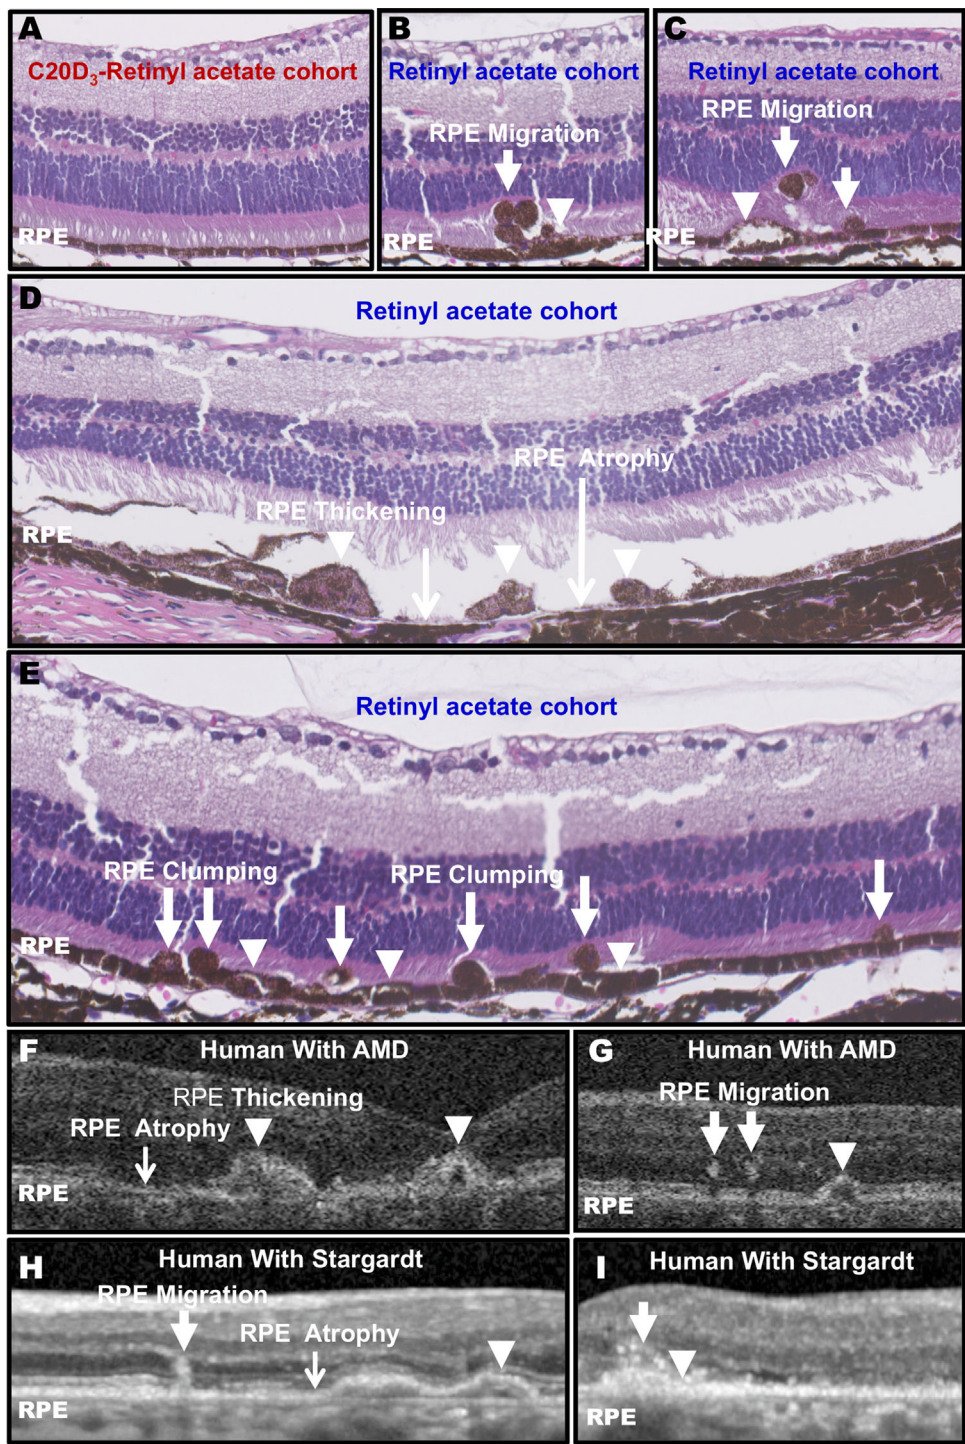 A
C20D3-Retinyl acetate cohort
RPE
B
Retinyl acetate cohort
RPE Migration
RPE
C
Retinyl acetate cohort
RPE Migration
RPE
D
Retinyl acetate cohort
RPE Atrophy
RPE Thickening
RPE
E
Retinyl acetate cohort
RPE Clumping
RPE Clumping
RPE
F
Human With AMD
RPE Thickening
RPE Atrophy
RPE
G
Human With AMD
RPE Migration
RPE
H
Human With Stargardt
RPE Migration
RPE Atrophy
RPE
I
Human With Stargardt
RPE